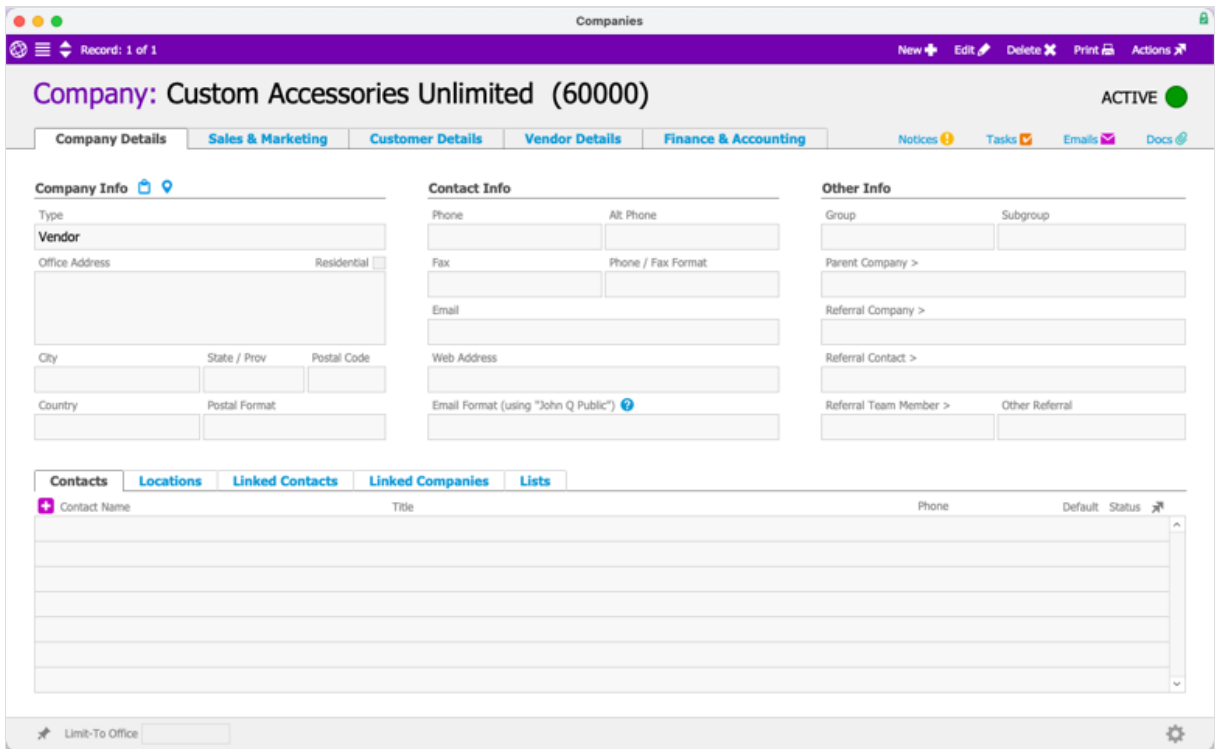 Companies
Record: 1 of 1 New Edit Delete Print Actions
Company: Custom Accessories Unlimited (60000)
ACTIVE
Company Details Sales & Marketing Customer Details Vendor Details Finance & Accounting Notices Tasks Emails Docs
Company Info Contact Info Other Info
Type Phone Alt Phone Group Subgroup
Vendor
Office Address Residential Fax Phone / Fax Format Parent Company >
Email Referral Company >
City State / Prov Postal Code Web Address Referral Contact >
Country Postal Format Email Format (using "John Q Public") ? Referral Team Member > Other Referral
Contacts Locations Linked Contacts Linked Companies Lists
Contact Name Title Phone Default Status
Limit-To Office